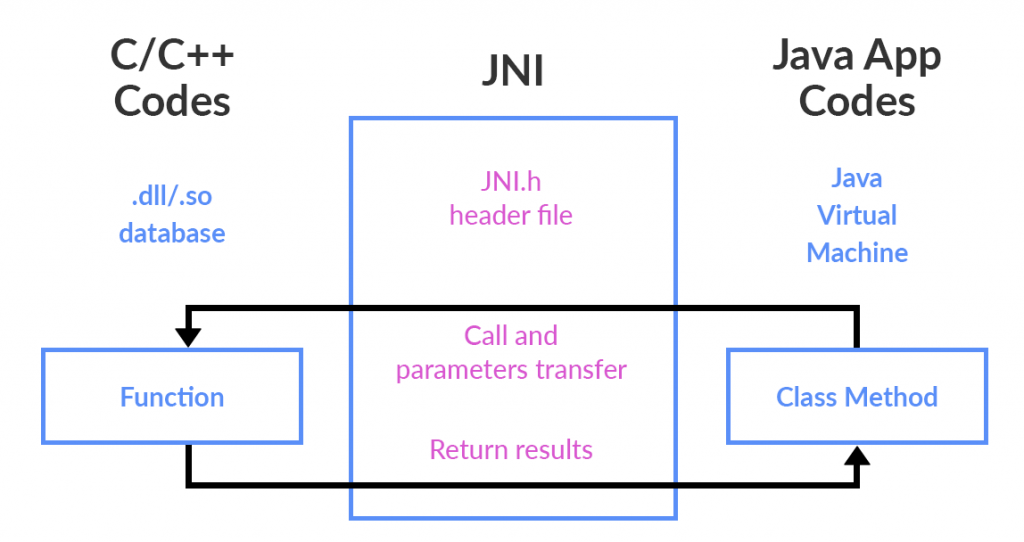 C/C++
Codes
JNI
Java App
Codes
.dll/.so
database
JNI.h
header file
Java
Virtual
Machine
Call and
parameters transfer
Function
Class Method
Return results